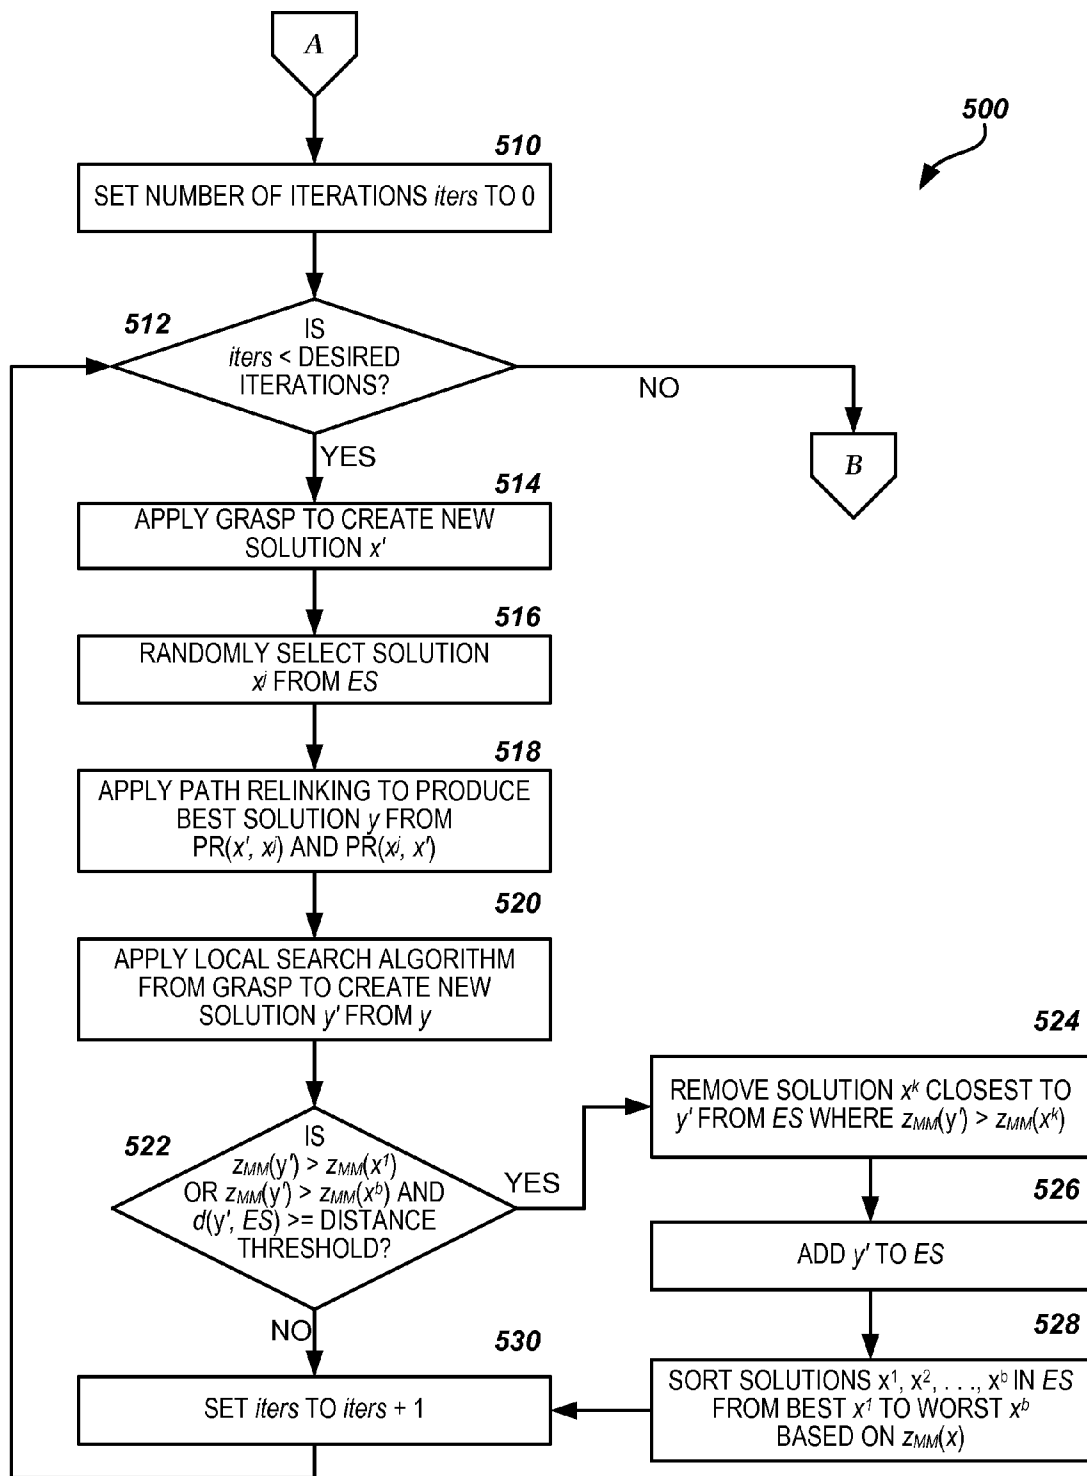 A
500
510
SET NUMBER OF ITERATIONS iters TO 0
512
IS
iters < DESIRED
ITERATIONS?
NO
B
YES
514
APPLY GRASP TO CREATE NEW
SOLUTION x'
516
RANDOMLY SELECT SOLUTION
xʲ FROM ES
518
APPLY PATH RELINKING TO PRODUCE
BEST SOLUTION y FROM
PR(x', xʲ) AND PR(xʲ, x')
520
APPLY LOCAL SEARCH ALGORITHM
FROM GRASP TO CREATE NEW
SOLUTION y' FROM y
522
IS
zMM(y') > zMM(x¹)
OR zMM(y') > zMM(xᵇ) AND
d(y', ES) >= DISTANCE
THRESHOLD?
YES
NO
524
REMOVE SOLUTION xᵏ CLOSEST TO
y' FROM ES WHERE zMM(y') > zMM(xᵏ)
526
ADD y' TO ES
528
SORT SOLUTIONS x¹, x², . . ., xᵇ IN ES
FROM BEST x¹ TO WORST xᵇ
BASED ON zMM(x)
530
SET iters TO iters + 1